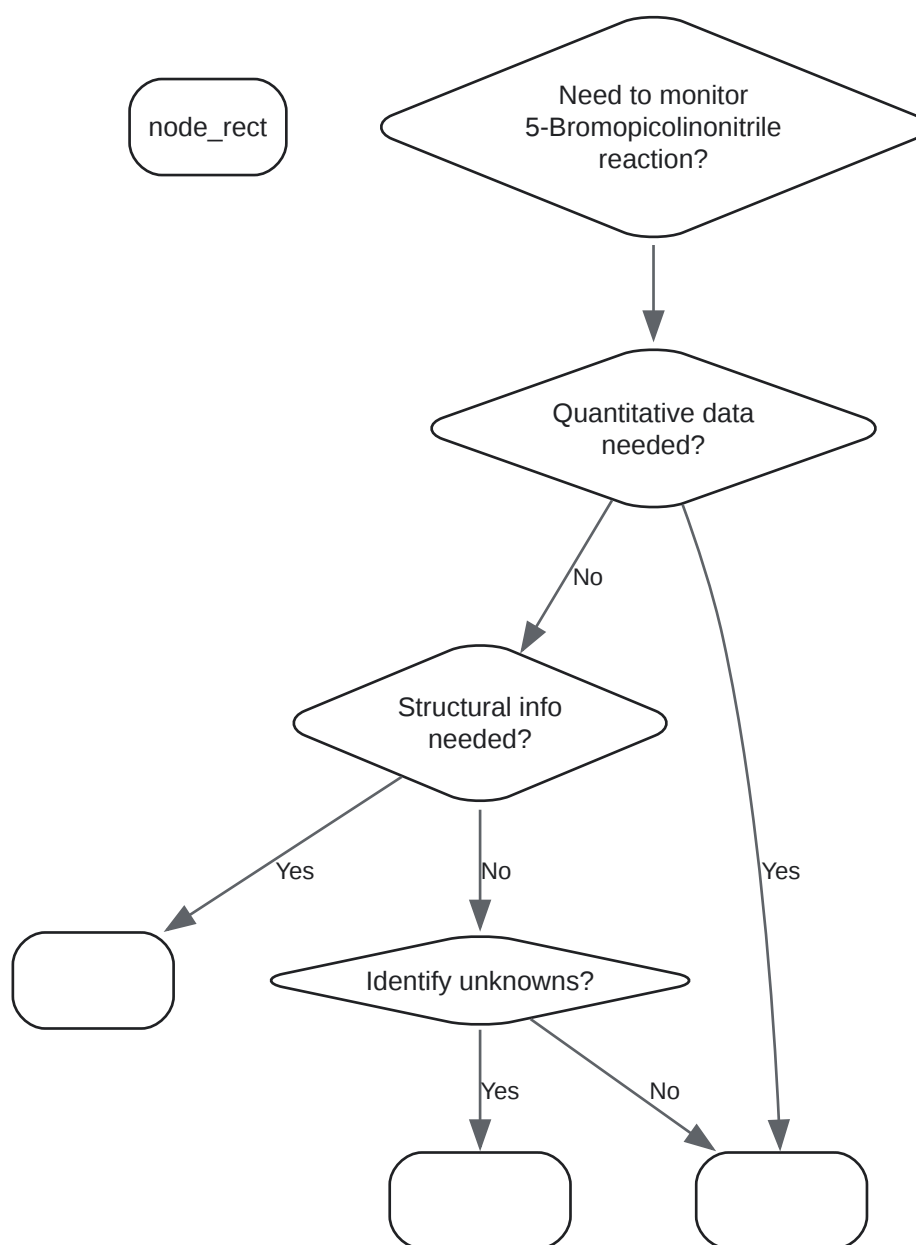 node_rect
Need to monitor
5-Bromopicolinonitrile
reaction?
Quantitative data
needed?
No
Structural info
needed?
Yes
No
Yes
Identify unknowns?
Yes
No